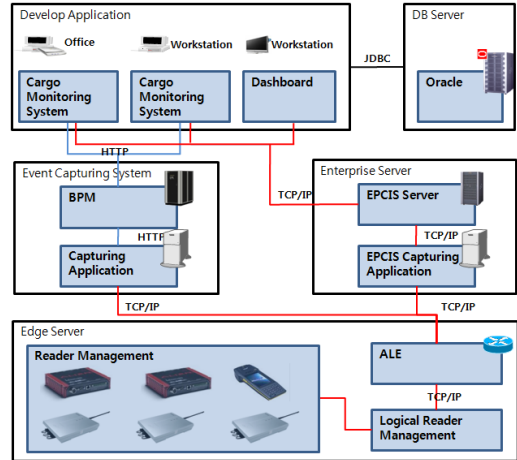 Develop Application
DB Server
Office
Workstation
Workstation
Cargo
Monitoring
System
Cargo
Monitoring
System
Dashboard
JDBC
Oracle
HTTP
Event Capturing System
Enterprise Server
BPM
TCP/IP
EPCIS Server
HTTP
TCP/IP
Capturing
Application
EPCIS Capturing
Application
TCP/IP
TCP/IP
Edge Server
Reader Management
ALE
TCP/IP
Logical Reader
Management